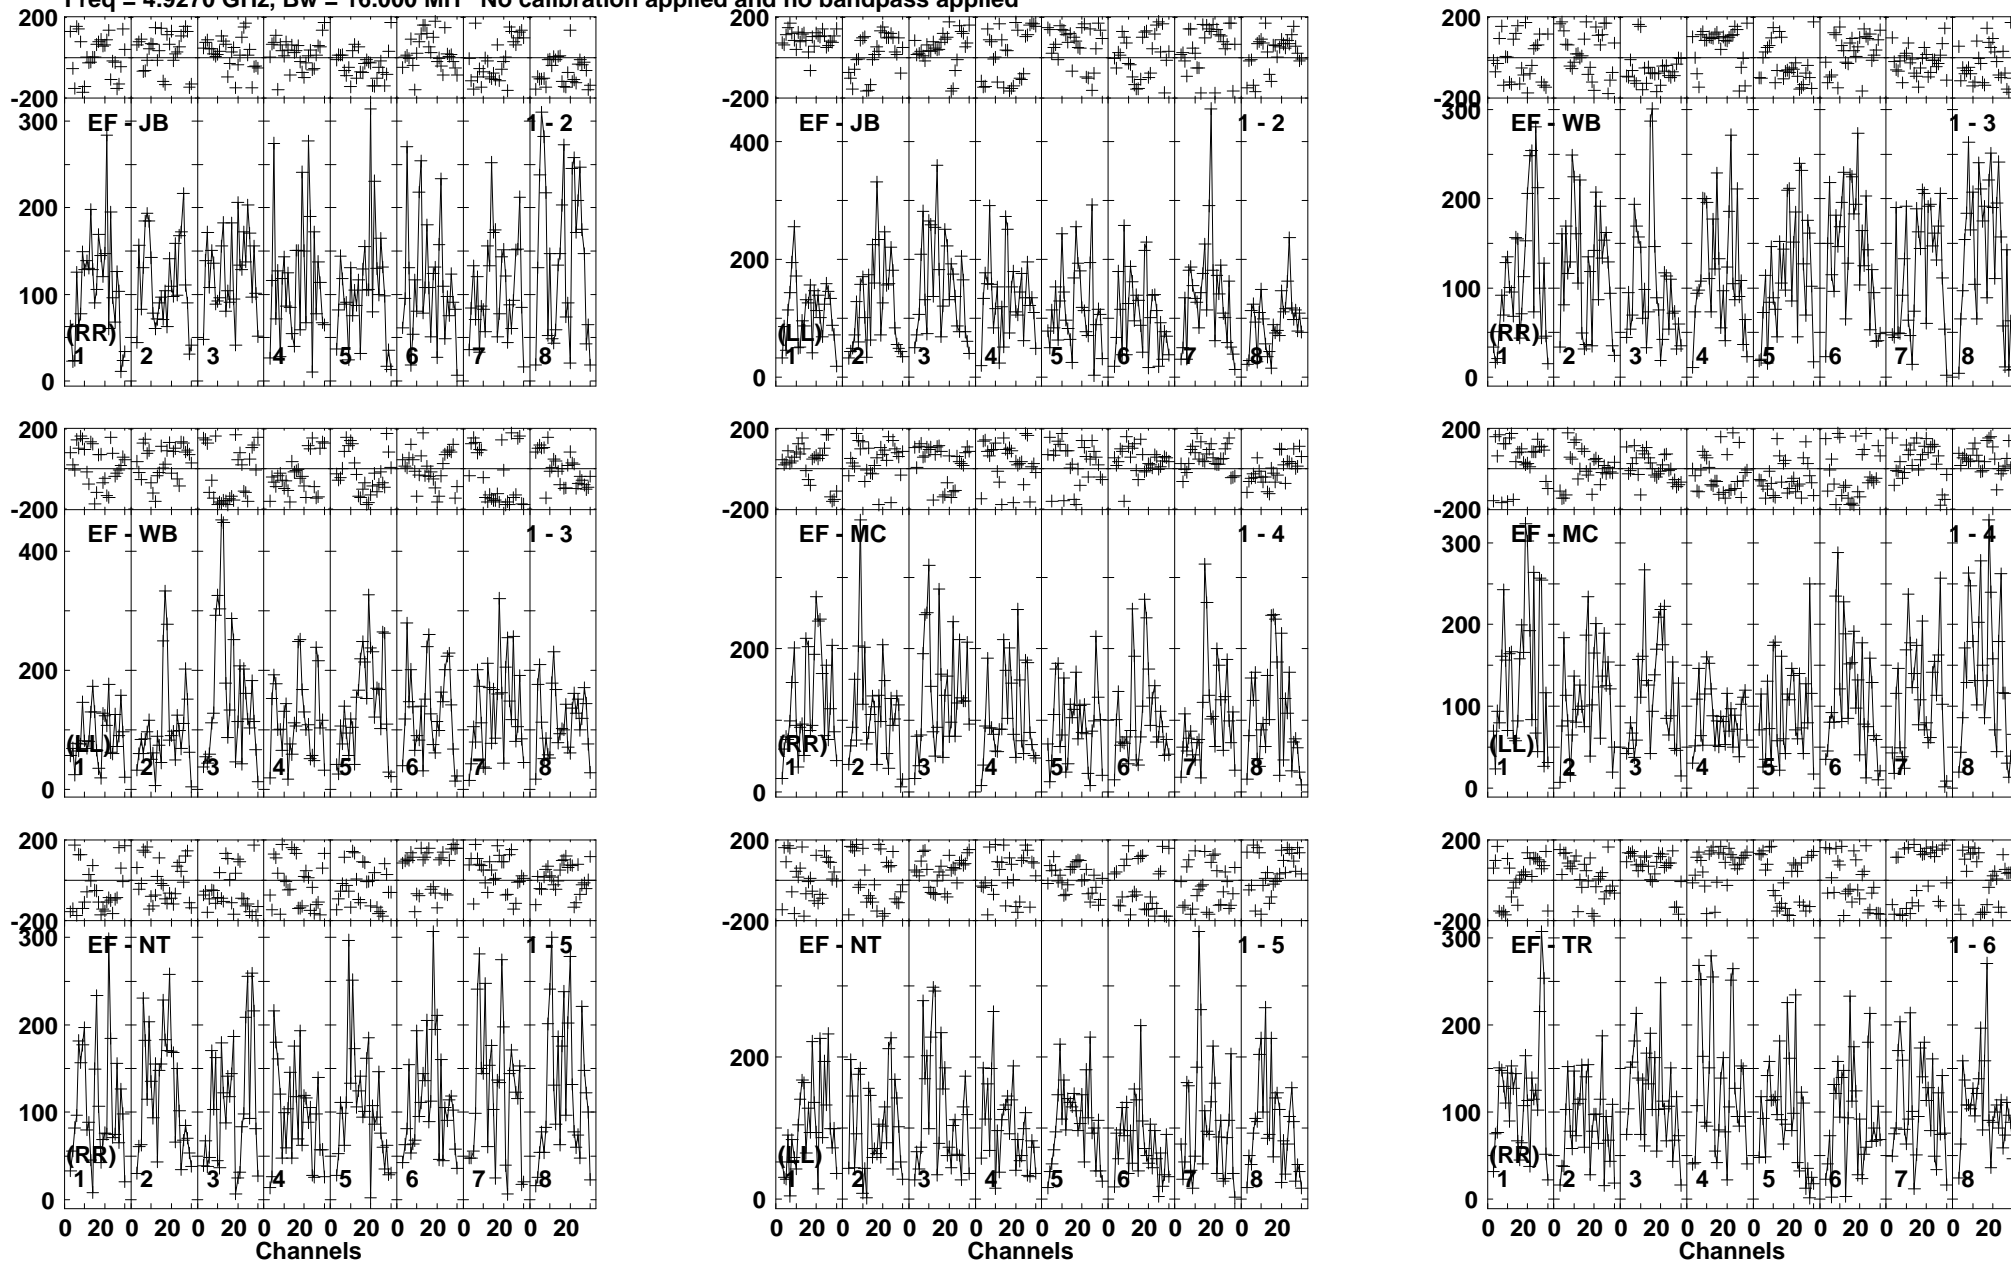 Freq = 4.9270 GHz, Bw = 16.000 MH No calibration applied and no bandpass applied
200 200 200
-200 -200 -200
EF - JB 1 - 2 EF - JB 1 - 2 EF - WB 1 - 3
300 400 300
200 200 200
100 100
(RR) (LL) (RR)
1 2 3 4 5 6 7 8 1 2 3 4 5 6 7 8 1 2 3 4 5 6 7 8
0 0 0
200 200 200
-200 -200 -200
EF - WB 1 - 3 EF - MC 1 - 4 EF - MC 1 - 4
400 300
200 200 200
100
(LL) (RR) (LL)
1 2 3 4 5 6 7 8 1 2 3 4 5 6 7 8 1 2 3 4 5 6 7 8
0 0 0
200 200 200
-200 -200 -200
EF - NT 1 - 5 EF - NT 1 - 5 EF - TR 1 - 6
300 300
200 200 200
100 100
(RR) (LL) (RR)
1 2 3 4 5 6 7 8 1 2 3 4 5 6 7 8 1 2 3 4 5 6 7 8
0 0 0
0 20 0 20 0 20 0 20 0 20 0 20 0 20 0 20 0 20 0 20 0 20 0 20 0 20 0 20 0 20 0 20 0 20 0 20 0 20 0 20 0 20 0 20 0 20 0 20
Channels Channels Channels